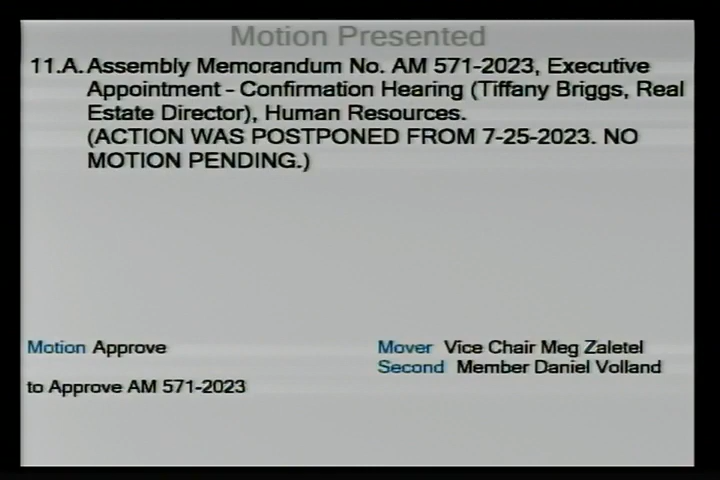 Motion Presented
11.A. Assembly Memorandum No. AM 571-2023, Executive
Appointment - Confirmation Hearing (Tiffany Briggs, Real
Estate Director), Human Resources.
(ACTION WAS POSTPONED FROM 7-25-2023. NO
MOTION PENDING.)
Motion Approve
Mover Vice Chair Meg Zaletel
Second Member Daniel Volland
to Approve AM 571-2023